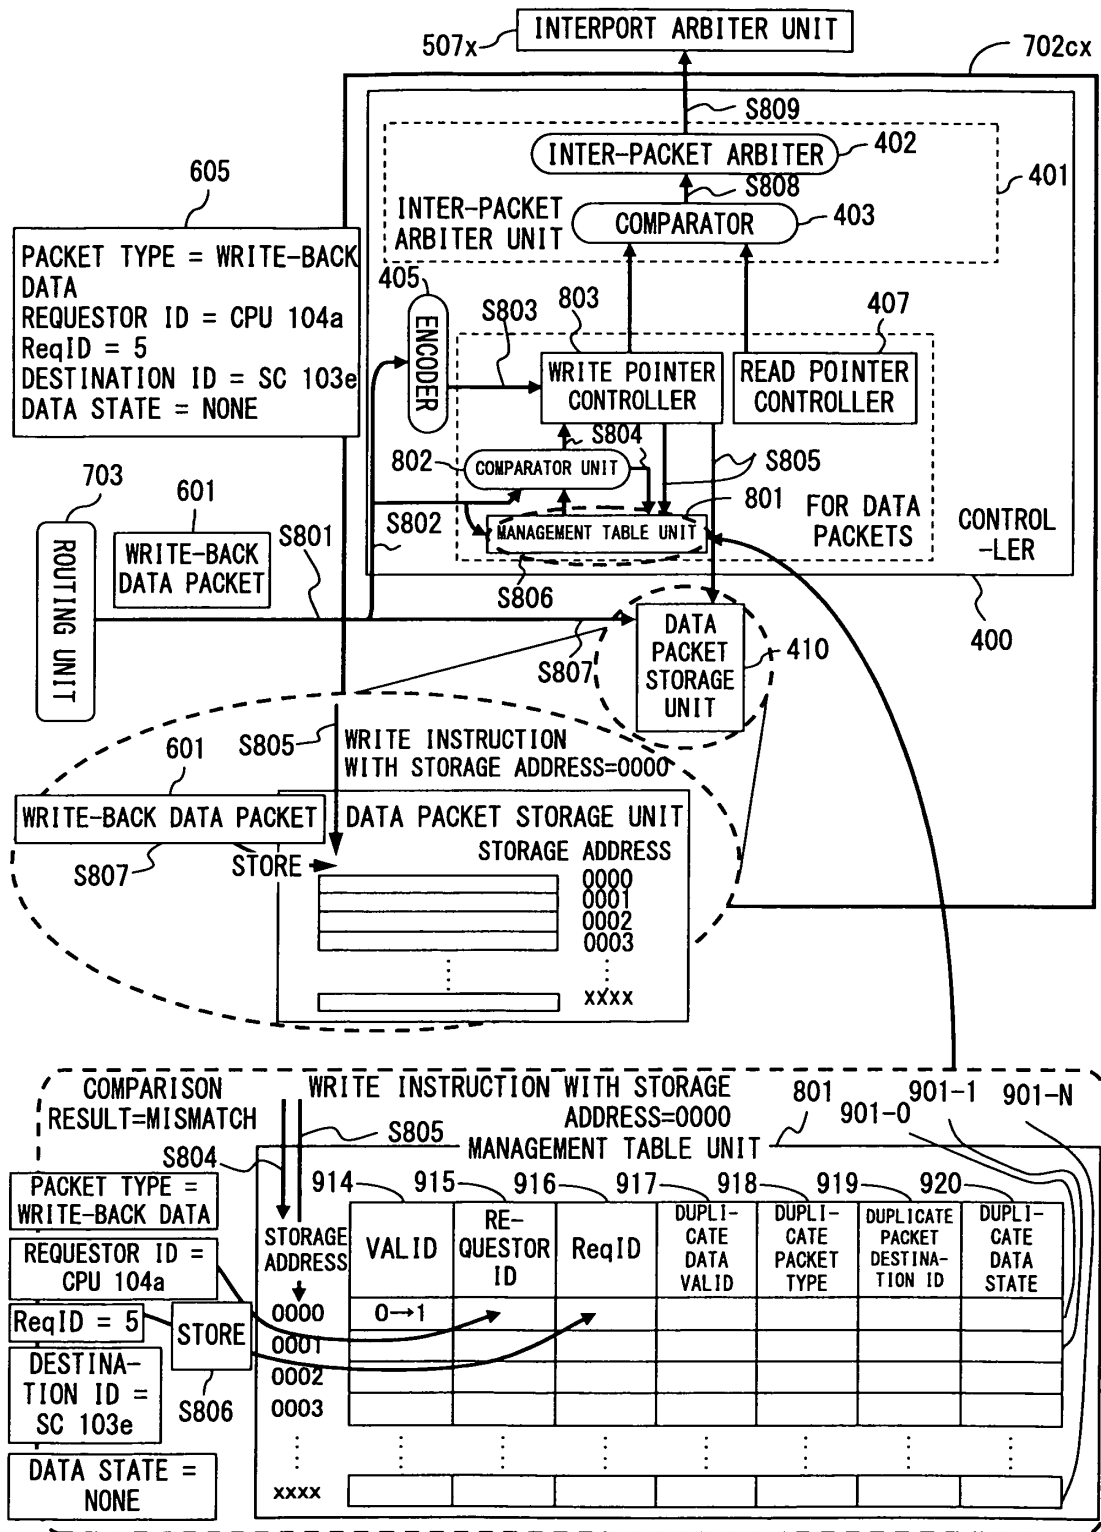 INTERPORT ARBITER UNIT
507x
702cx
S809
INTER-PACKET ARBITER
402
401
S808
605
INTER-PACKET
ARBITER UNIT
COMPARATOR
403
PACKET TYPE = WRITE-BACK
DATA
REQUESTOR ID = CPU 104a
ReqID = 5
DESTINATION ID = SC 103e
DATA STATE = NONE
405
ENCODER
S803
803
407
WRITE POINTER
CONTROLLER
READ POINTER
CONTROLLER
S804
802
COMPARATOR UNIT
S805
703
601
801
S801
S802
MANAGEMENT TABLE UNIT
FOR DATA
PACKETS
CONTROL
-LER
ROUTING UNIT
WRITE-BACK
DATA PACKET
S806
400
DATA
PACKET
STORAGE
UNIT
410
S807
601
S805
WRITE INSTRUCTION
WITH STORAGE ADDRESS=0000
WRITE-BACK DATA PACKET
DATA PACKET STORAGE UNIT
S807
STORE
STORAGE ADDRESS
0000
0001
0002
0003
xxxx
COMPARISON
RESULT=MISMATCH
WRITE INSTRUCTION WITH STORAGE
ADDRESS=0000
801
901-0
901-1
901-N
S804
S805
MANAGEMENT TABLE UNIT
914
915
916
917
918
919
920
PACKET TYPE =
WRITE-BACK DATA
STORAGE
ADDRESS
VALID
RE-
QUESTOR
ID
ReqID
DUPLI-
CATE
DATA
VALID
DUPLI-
CATE
PACKET
TYPE
DUPLICATE
PACKET
DESTINA-
TION ID
DUPLI-
CATE
DATA
STATE
REQUESTOR ID =
CPU 104a
ReqID = 5
STORE
0000
0→1
0001
0002
0003
xxxx
S806
DESTINA-
TION ID =
SC 103e
DATA STATE =
NONE